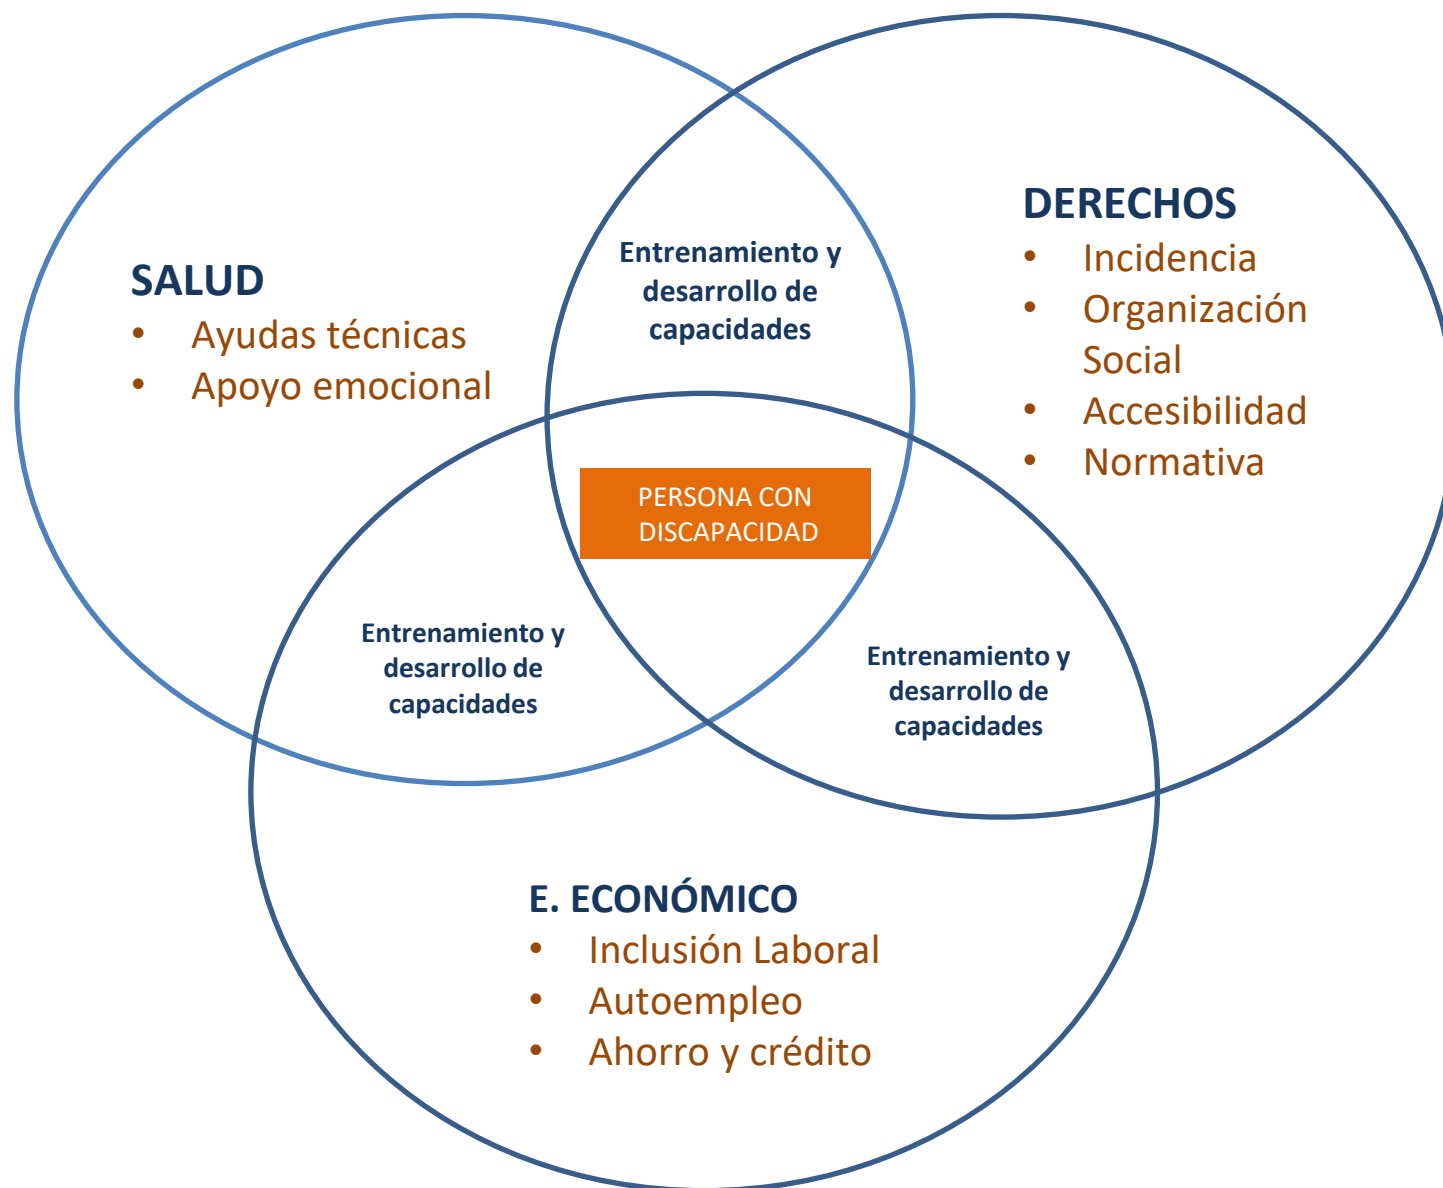 SALUD
• Ayudas técnicas
• Apoyo emocional
Entrenamiento y
desarrollo de
capacidades
DERECHOS
• Incidencia
• Organización
Social
• Accesibilidad
• Normativa
PERSONA CON
DISCAPACIDAD
Entrenamiento y
desarrollo de
capacidades
Entrenamiento y
desarrollo de
capacidades
E. ECONÓMICO
• Inclusión Laboral
• Autoempleo
• Ahorro y crédito